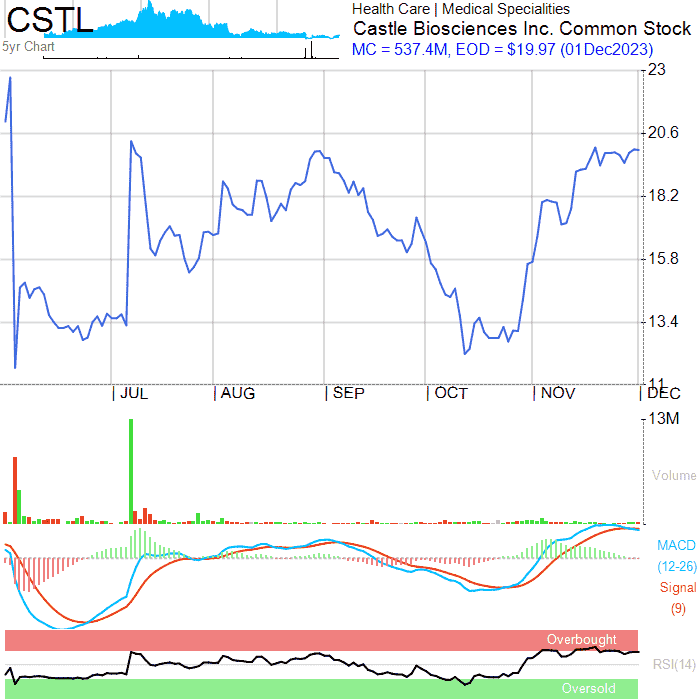 CSTL
Health Care | Medical Specialities
Castle Biosciences Inc. Common Stock
MC = 537.4M, EOD = $19.97 (01Dec2023)
5yr Chart
23
20.6
18.2
15.8
13.4
11
JUL
AUG
SEP
OCT
NOV
DEC
13M
Volume
MACD
(12-26)
Signal
(9)
Overbought
RSI(14)
Oversold